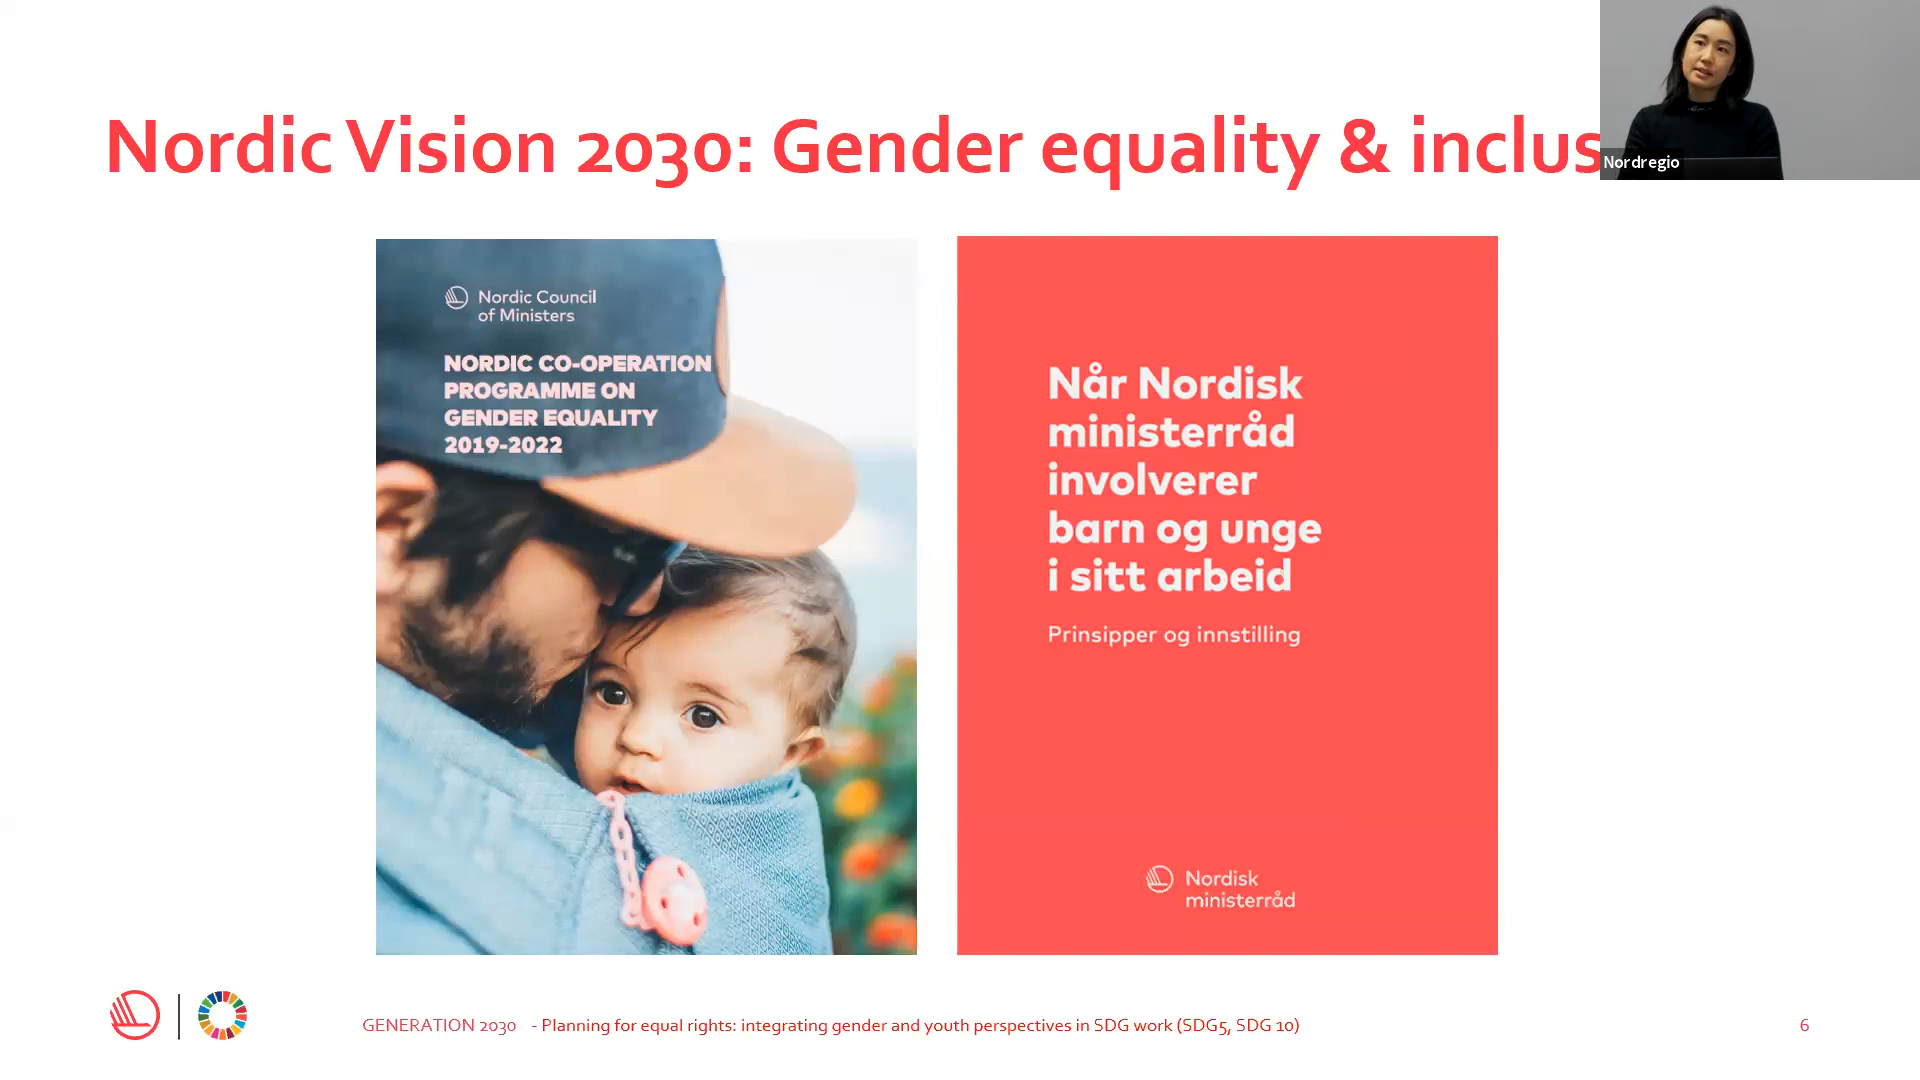 Nordic Vision 2030: Gender equality & inclus
Nordregio
Nordic Council
of Ministers
NORDIC CO-OPERATION
PROGRAMME ON
GENDER EQUALITY
2019-2022
Når Nordisk
ministerråd
involverer
barn og unge
i sitt arbeid
Prinsipper og innstilling
Nordisk
ministerråd
GENERATION 2030 - Planning for equal rights: integrating gender and youth perspectives in SDG work (SDG5, SDG 10)
6